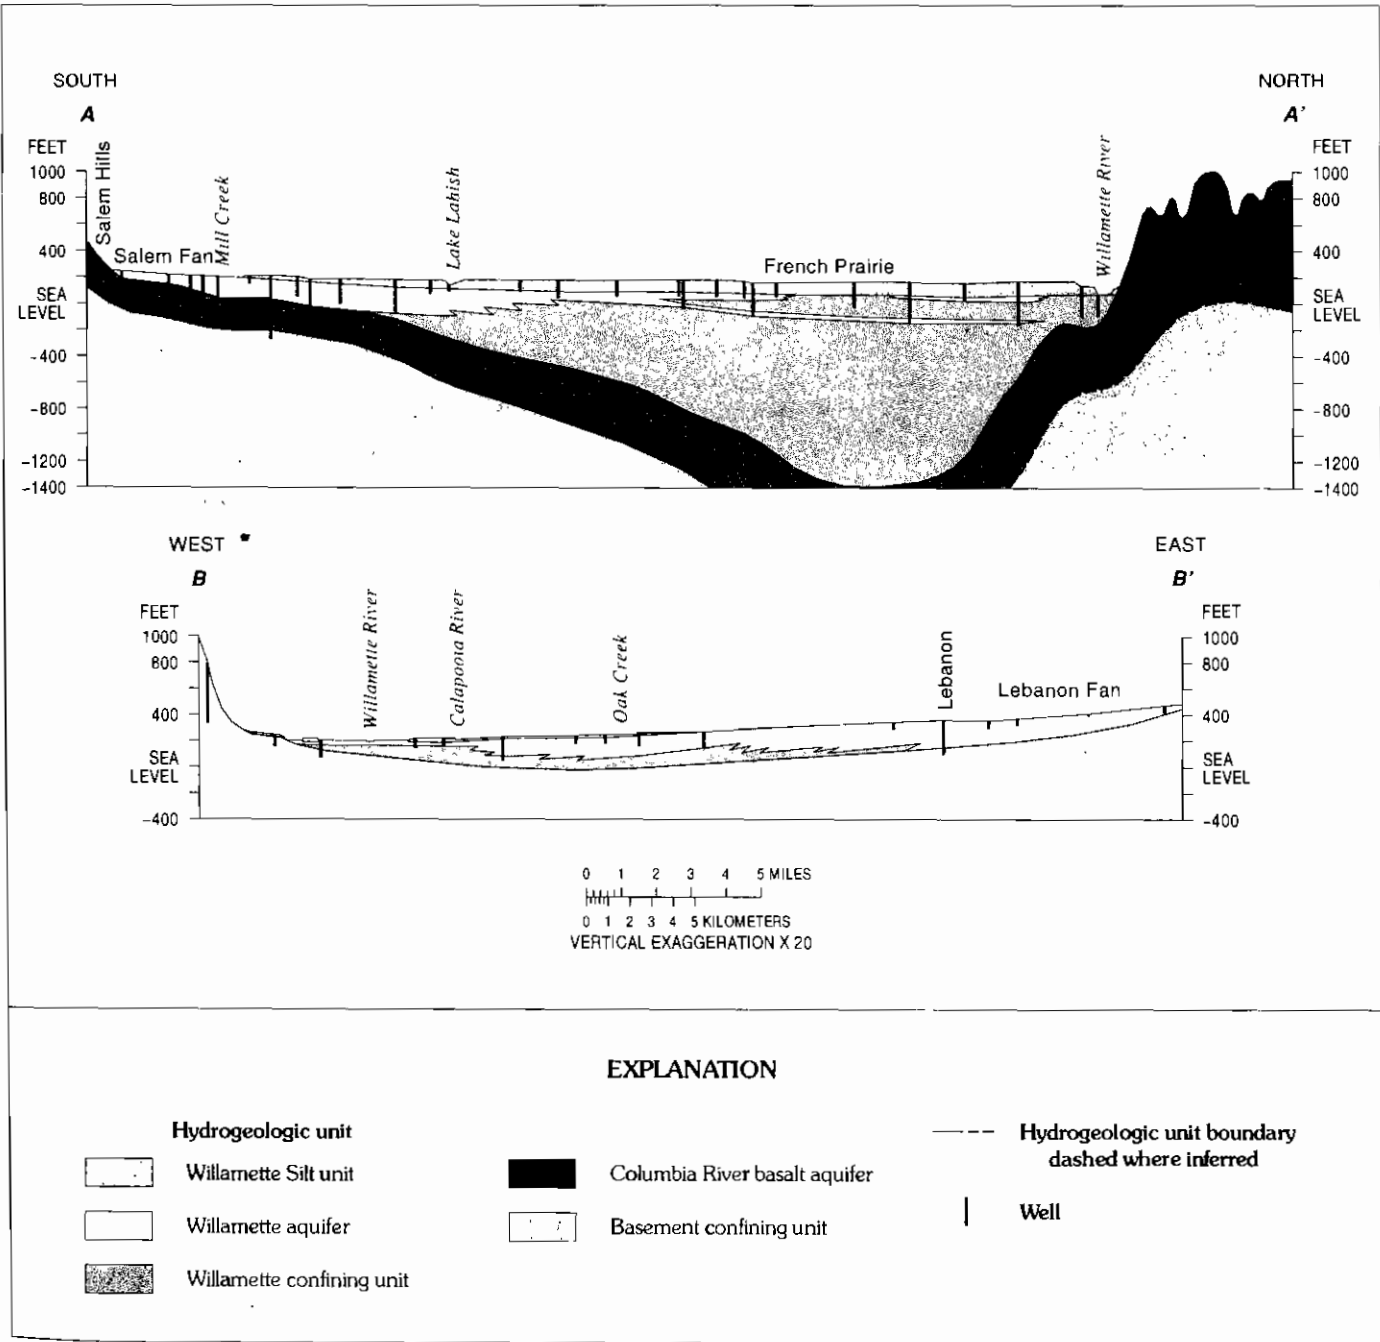 SOUTH
NORTH
A
A'
FEET
FEET
Salem Hills
Mill Creek
Lake Lahish
Willamette River
1000
800
400
SEA
LEVEL
-400
-800
-1200
-1400
1000
800
400
SEA
LEVEL
-400
-800
-1200
-1400
Salem Fan
French Prairie
WEST
EAST
B
B'
FEET
FEET
Willamette River
Calapooia River
Oak Creek
Lebanon
Lebanon Fan
1000
800
400
SEA
LEVEL
-400
1000
800
400
SEA
LEVEL
-400
0 1 2 3 4 5 MILES
0 1 2 3 4 5 KILOMETERS
VERTICAL EXAGGERATION X 20
EXPLANATION
Hydrogeologic unit
Willamette Silt unit
Willamette aquifer
Willamette confining unit
Columbia River basalt aquifer
Basement confining unit
Hydrogeologic unit boundary
dashed where inferred
Well